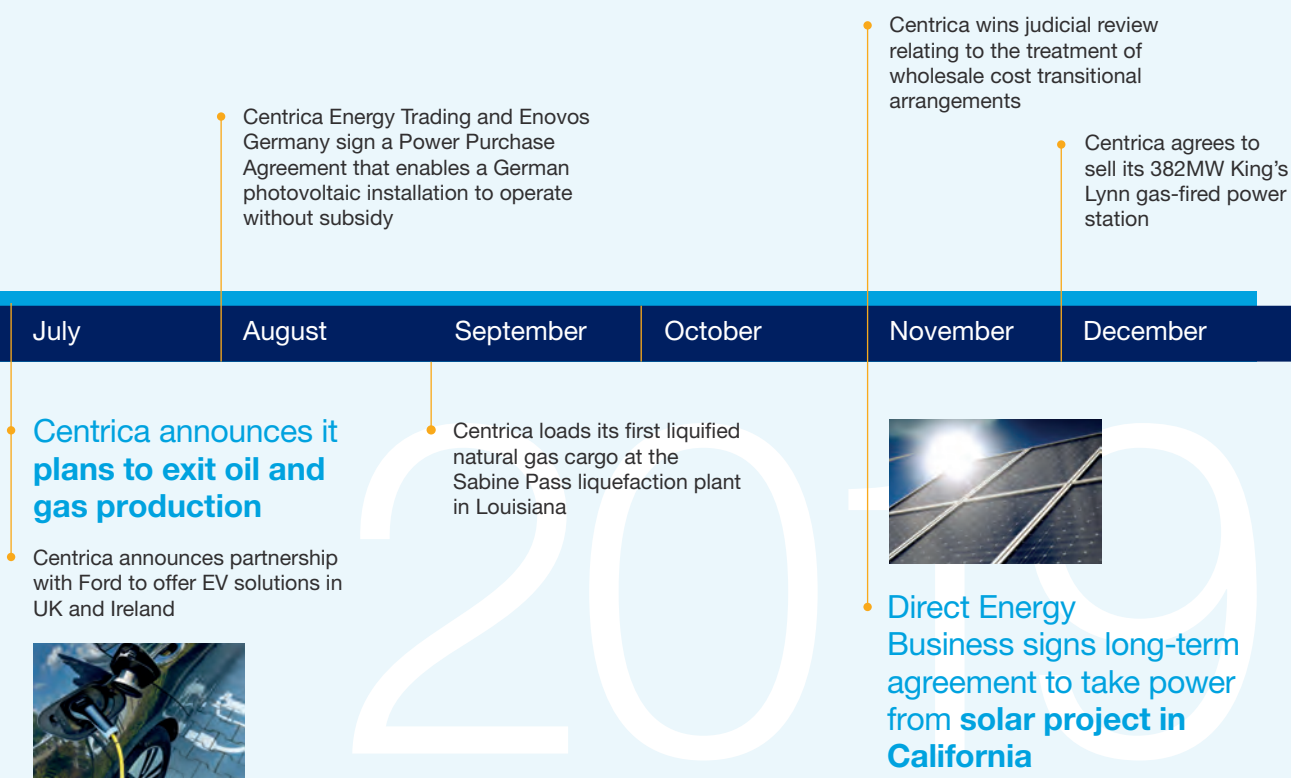 Centrica wins judicial review
relating to the treatment of
wholesale cost transitional
arrangements
Centrica Energy Trading and Enovos
Germany sign a Power Purchase
Agreement that enables a German
photovoltaic installation to operate
without subsidy
Centrica agrees to
sell its 382MW King’s
Lynn gas-fired power
station
July
August
September
October
November
December
2019
Centrica announces it
plans to exit oil and
gas production
Centrica announces partnership
with Ford to offer EV solutions in
UK and Ireland
Centrica loads its first liquified
natural gas cargo at the
Sabine Pass liquefaction plant
in Louisiana
Direct Energy
Business signs long-term
agreement to take power
from solar project in
California